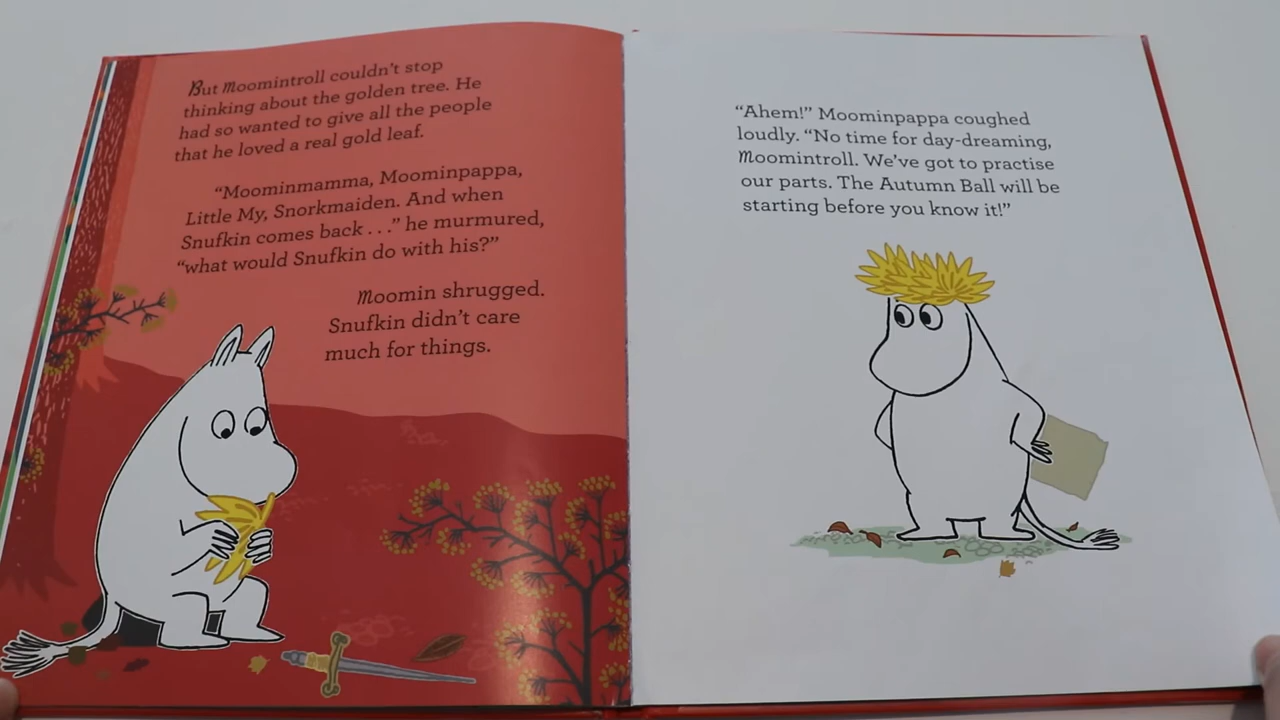 But Moomintroll couldn't stop
thinking about the golden tree. He
had so wanted to give all the people
that he loved a real gold leaf.
“Moominmamma, Moominpappa,
Little My, Snorkmaiden. And when
Snufkin comes back . . .” he murmured,
“what would Snufkin do with his?”
Moomin shrugged.
Snufkin didn't care
much for things.
“Ahem!” Moominpappa coughed
loudly. “No time for day-dreaming,
Moomintroll. We've got to practise
our parts. The Autumn Ball will be
starting before you know it!”